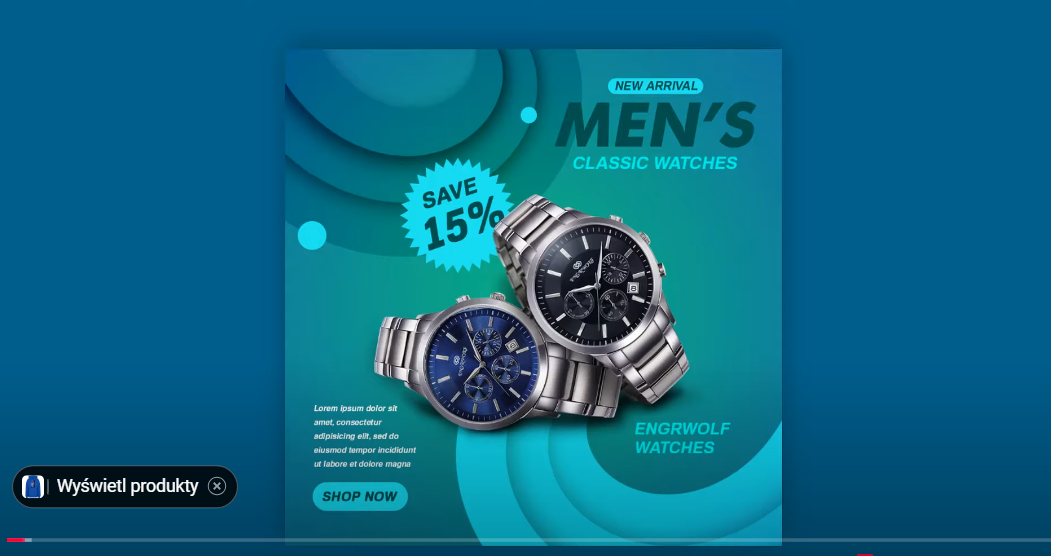 NEW ARRIVAL
MEN'S
CLASSIC WATCHES
SAVE
15%
Lorem ipsum dolor sit
amet, consectetur
adipisicing elit, sed do
eiusmod tempor incididunt
ut labore et dolore magna
SHOP NOW
ENGRWOLF
WATCHES
Wyświetl produkty